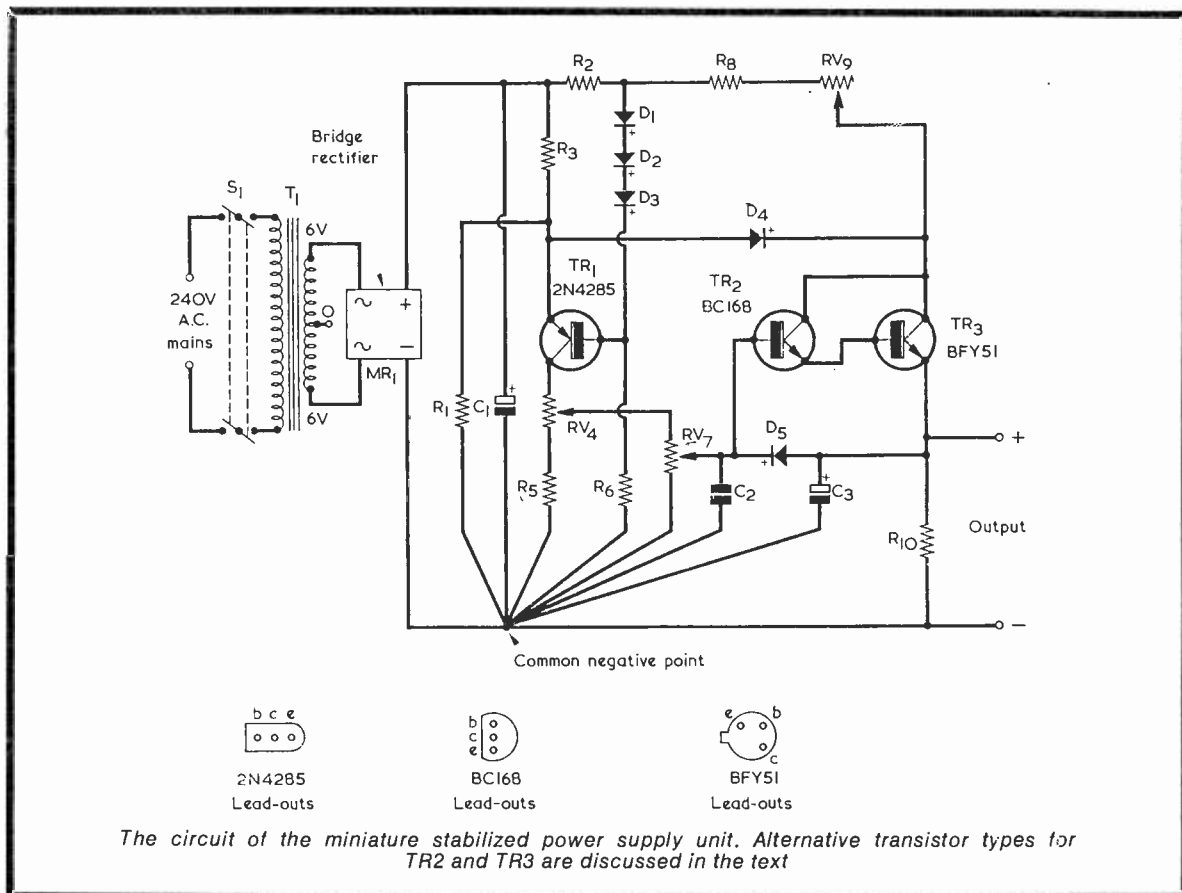 R2
R8
RV9
D1
+
Bridge
rectifier
R3
D2
+
S1
T1
6V
D3
+
D4
+
TR1
2N4285
TR2
BC168
240V
A.C.
mains
O
~ +
~ −
TR3
BFY51
MR1
6V
R1
C1
+
RV4
RV7
D5
+
+
R5
R6
C2
+
C3
R10
Output
−
Common negative point
b c e
b
c
e
e
b
c
2N4285
Lead-outs
BC168
Lead-outs
BFY51
Lead-outs
The circuit of the miniature stabilized power supply unit. Alternative transistor types for
TR2 and TR3 are discussed in the text